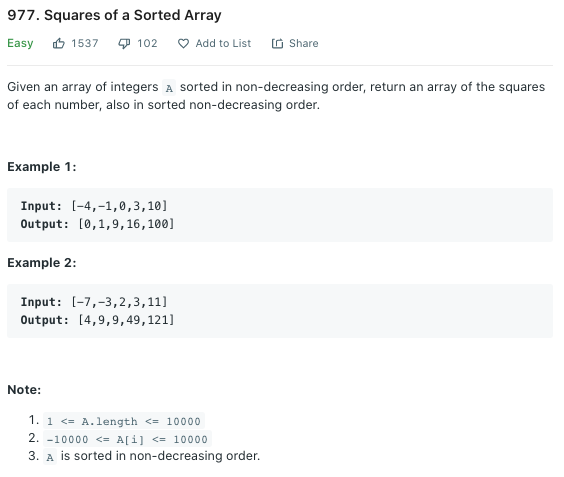 977. Squares of a Sorted Array
Easy 1537 102 Add to List Share
Given an array of integers A sorted in non-decreasing order, return an array of the squares
of each number, also in sorted non-decreasing order.
Example 1:
Input: [-4,-1,0,3,10]
Output: [0,1,9,16,100]
Example 2:
Input: [-7,-3,2,3,11]
Output: [4,9,9,49,121]
Note:
1. 1 <= A.length <= 10000
2. -10000 <= A[i] <= 10000
3. A is sorted in non-decreasing order.